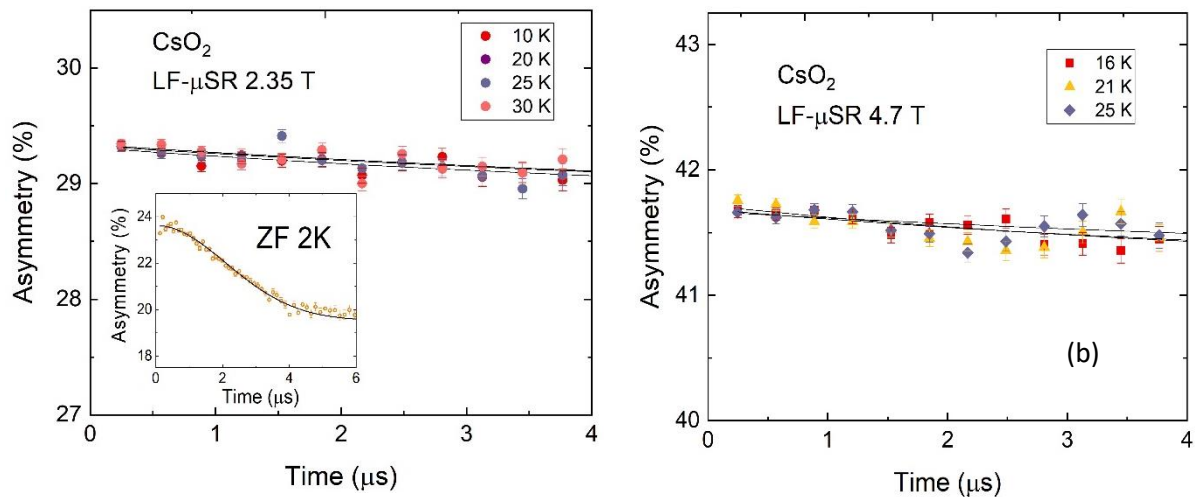 CsO₂
LF-μSR 2.35 T
10 K
20 K
25 K
30 K
Asymmetry (%)
30
29
28
27
0
1
2
3
4
Time (μs)
ZF 2K
Asymmetry (%)
24
22
20
18
0
2
4
6
Time (μs)
CsO₂
LF-μSR 4.7 T
16 K
21 K
25 K
(b)
Asymmetry (%)
43
42
41
40
0
1
2
3
4
Time (μs)